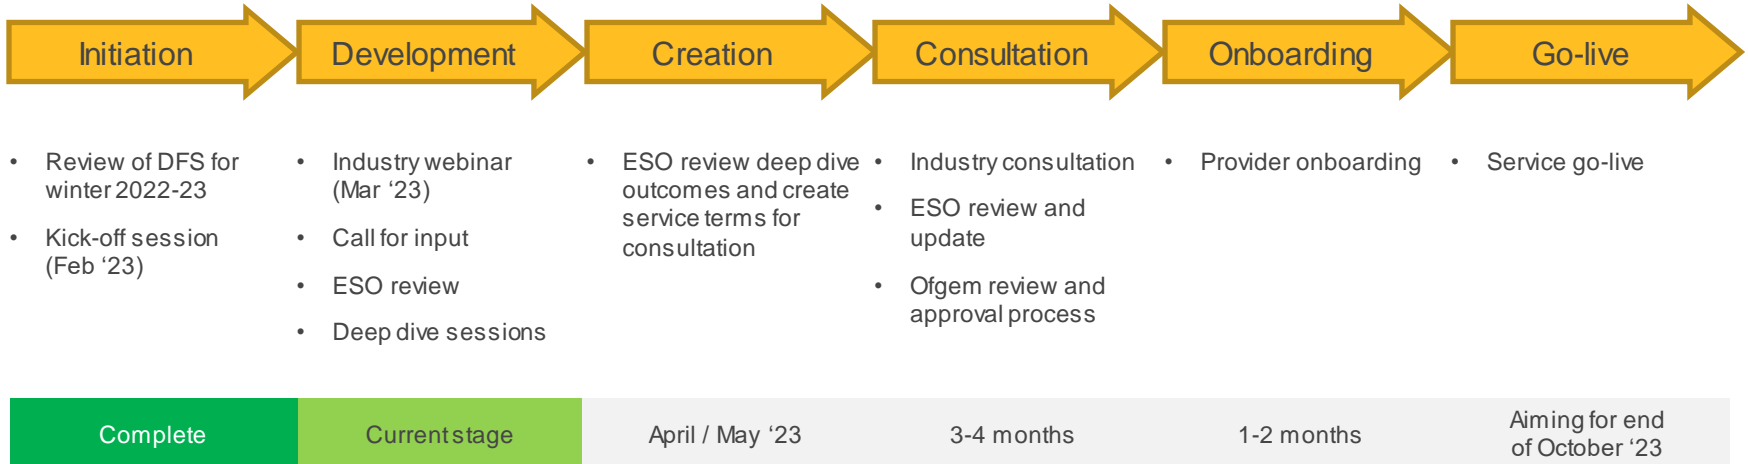 Initiation
Development
Creation
Consultation
Onboarding
Go-live
• Review of DFS for
winter 2022-23
• Kick-off session
(Feb ‘23)
• Industry webinar
(Mar ‘23)
• Call for input
• ESO review
• Deep dive sessions
• ESO review deep dive
outcomes and create
service terms for
consultation
• Industry consultation
• ESO review and
update
• Ofgem review and
approval process
• Provider onboarding
• Service go-live
Complete
Current stage
April / May ‘23
3-4 months
1-2 months
Aiming for end
of October ‘23